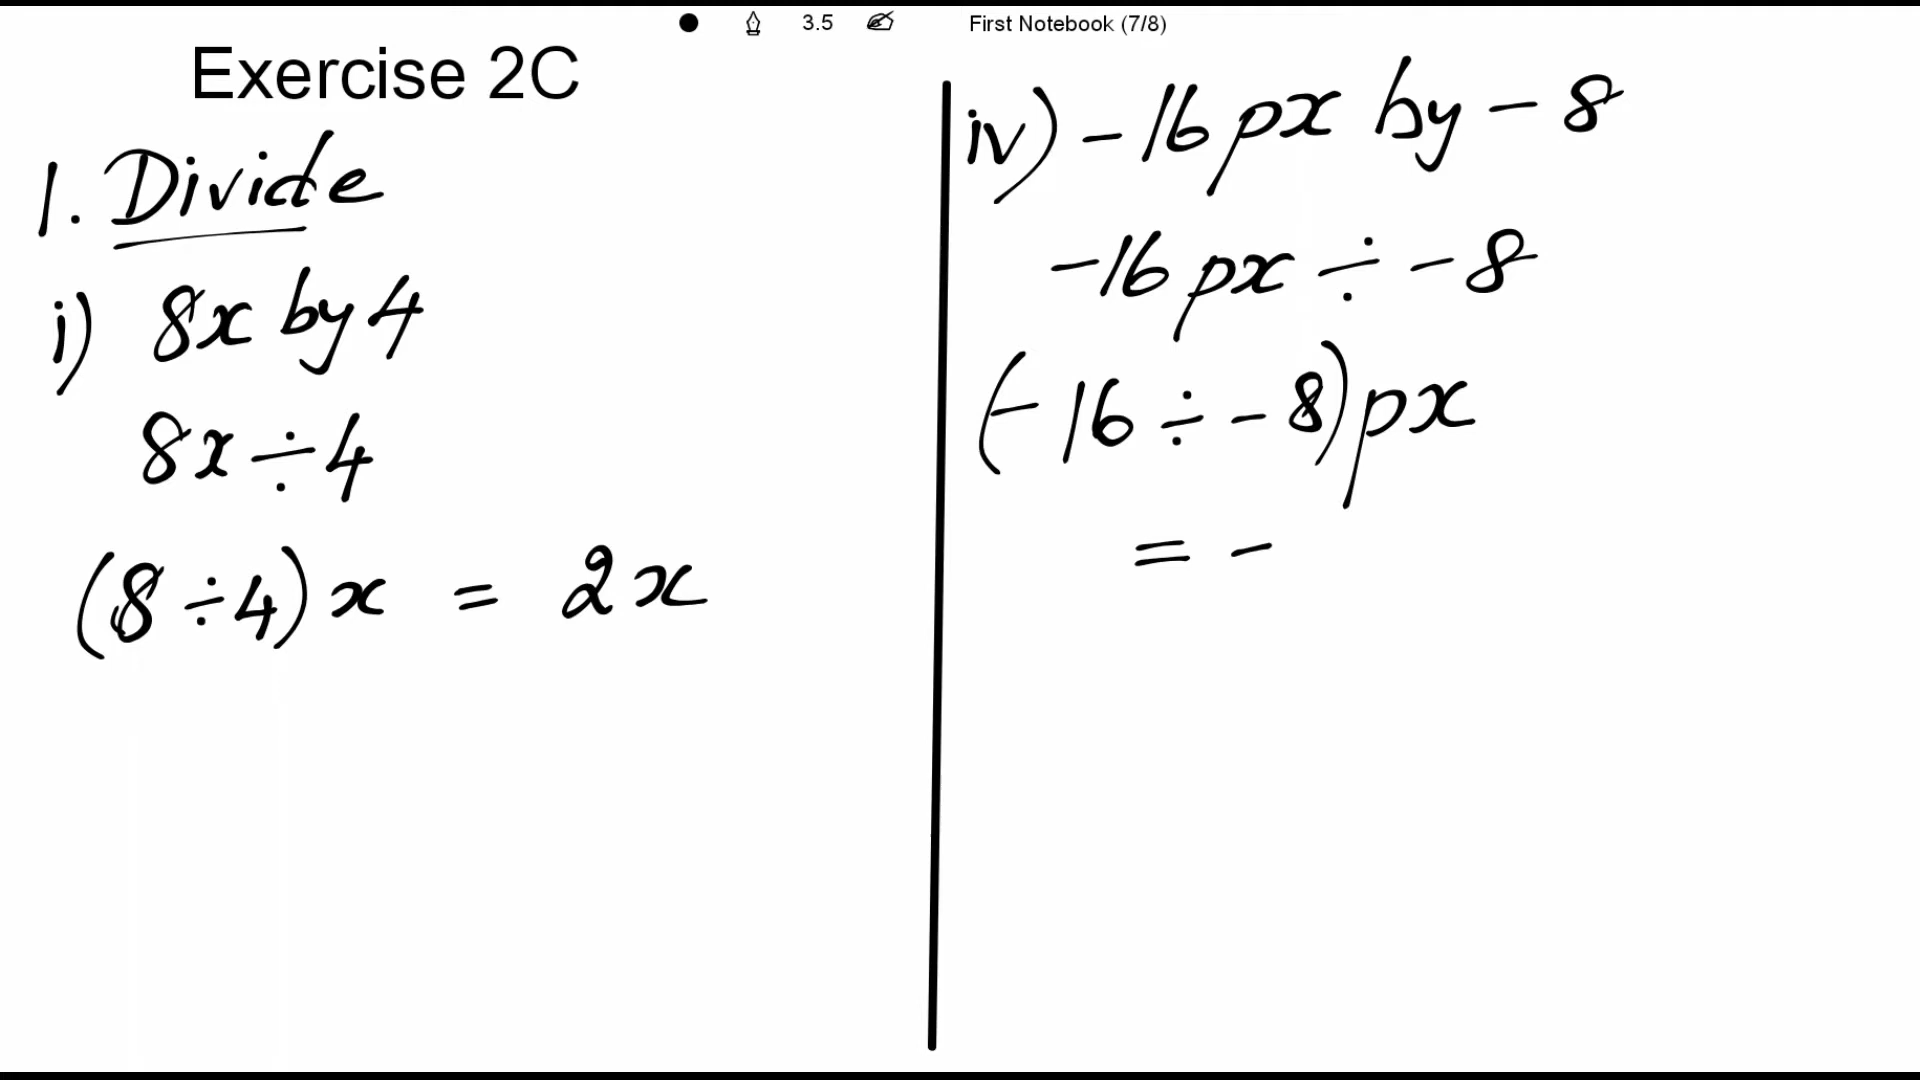 3.5 First Notebook (7/8)
Exercise 2C
1. Divide
i) 8x by 4
8x ÷ 4
(8 ÷ 4) x = 2x
iv) -16px by -8
-16px ÷ -8
(-16 ÷ -8)px
= -